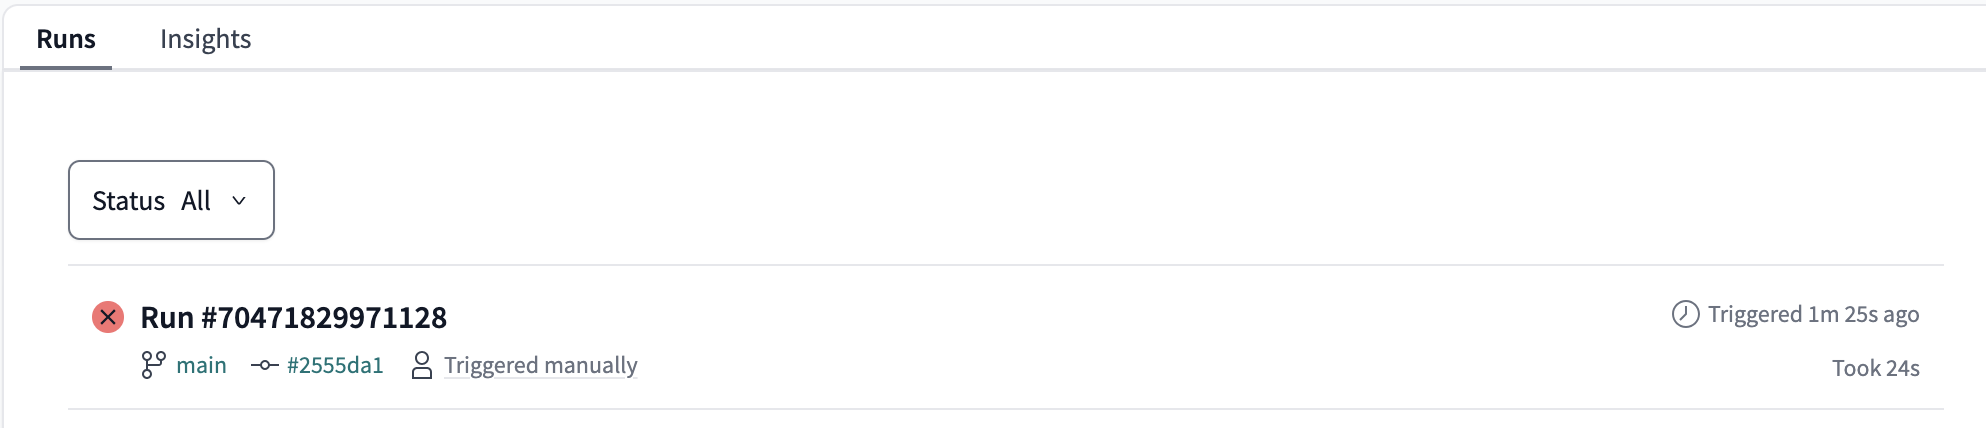 Runs Insights
Status All
Run #70471829971128
Triggered 1m 25s ago
main #2555da1 Triggered manually
Took 24s